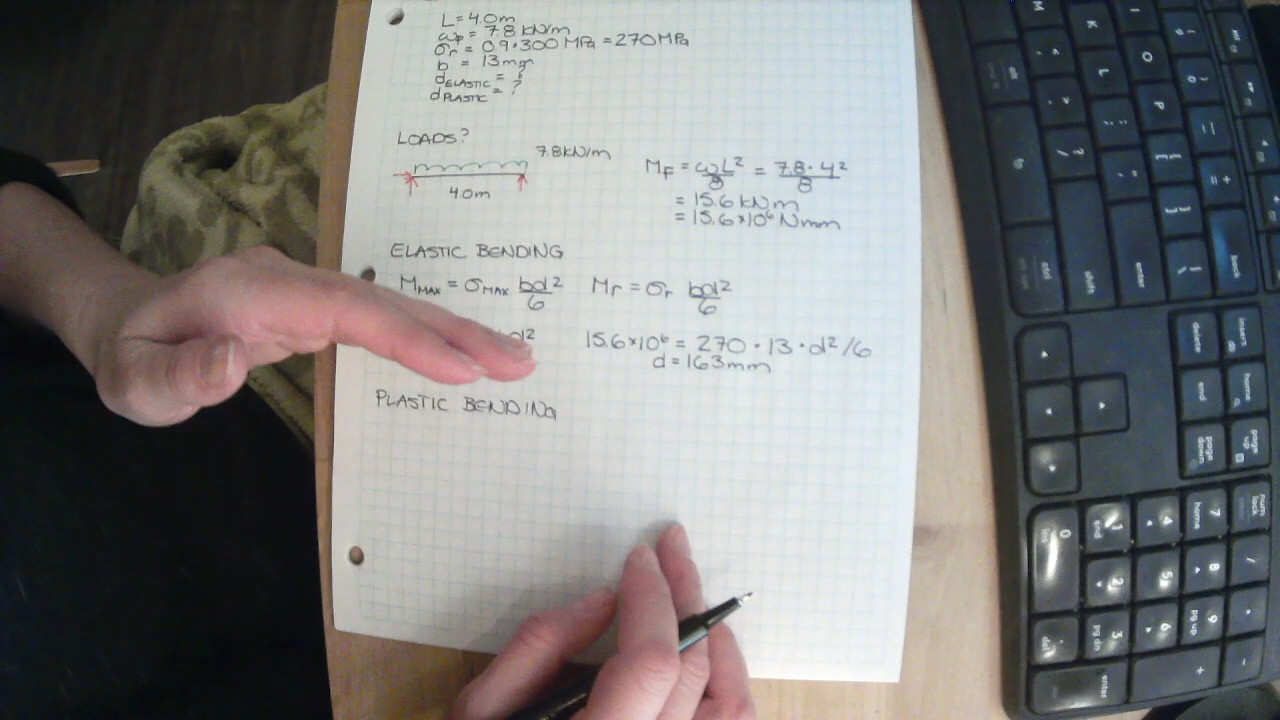 L = 4.0m
ωf = 7.8 kN/m
σr = 0.9·300 MPa = 270MPa
b = 13mm
dELASTIC = ?
dPLASTIC = ?
LOADS?
7.8kN/m
4.0m
Mf = ωL²/8 = 7.8·4²/8
= 15.6 kNm
= 15.6×10⁶ Nmm
ELASTIC BENDING
MMAX = σMAX bd²/6
Mr = σr bd²/6
bd²
15.6×10⁶ = 270 · 13 · d²/6
d = 163mm
PLASTIC BENDING